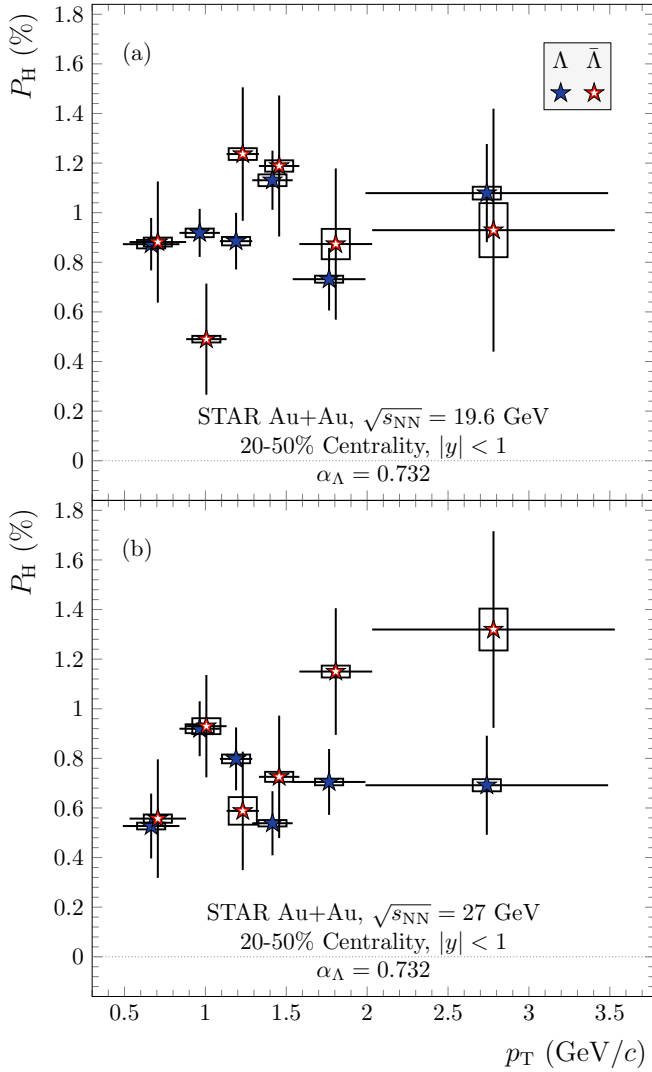 P_H (%)
1.8
1.6
1.4
1.2
1
0.8
0.6
0.4
0.2
0
(a)
Λ Λ̄
STAR Au+Au, √s_NN = 19.6 GeV
20-50% Centrality, |y| < 1
α_Λ = 0.732
P_H (%)
1.8
1.6
1.4
1.2
1
0.8
0.6
0.4
0.2
0
(b)
STAR Au+Au, √s_NN = 27 GeV
20-50% Centrality, |y| < 1
α_Λ = 0.732
0.5 1 1.5 2 2.5 3 3.5
p_T (GeV/c)